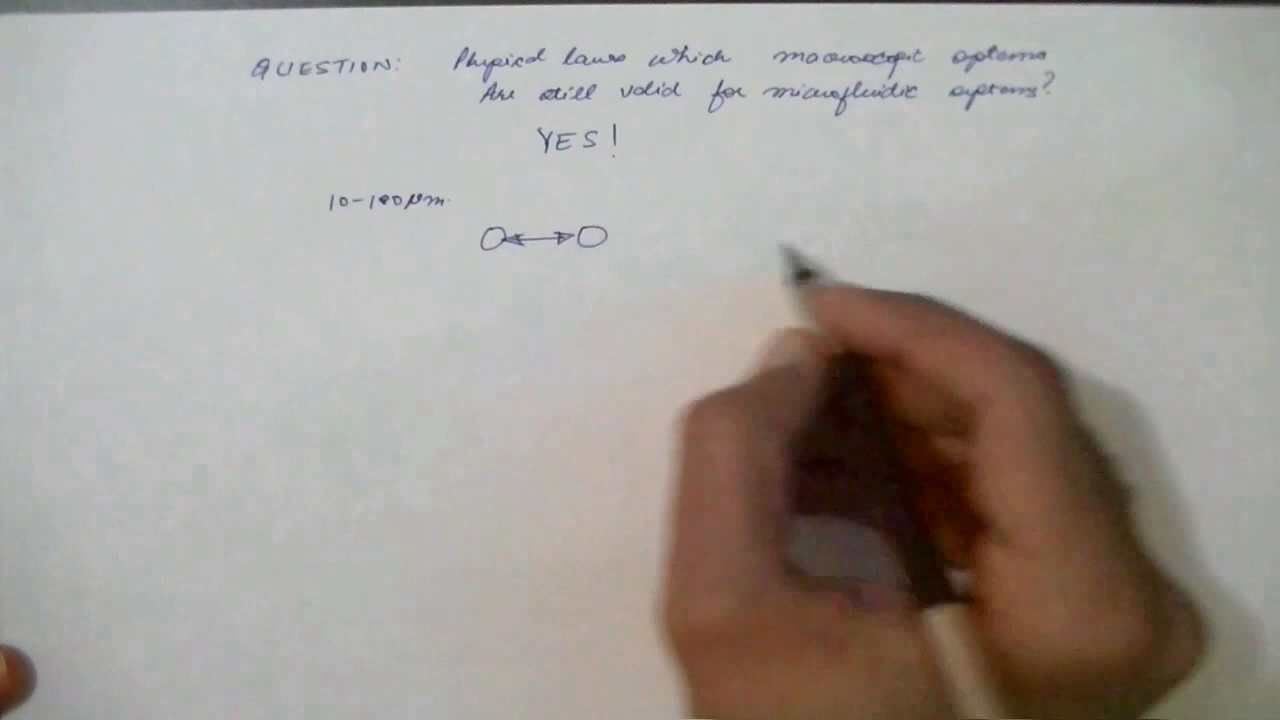 QUESTION: Physical laws which macroscopic systems
Are still valid for microfluidic systems?
YES!
10-100 μm